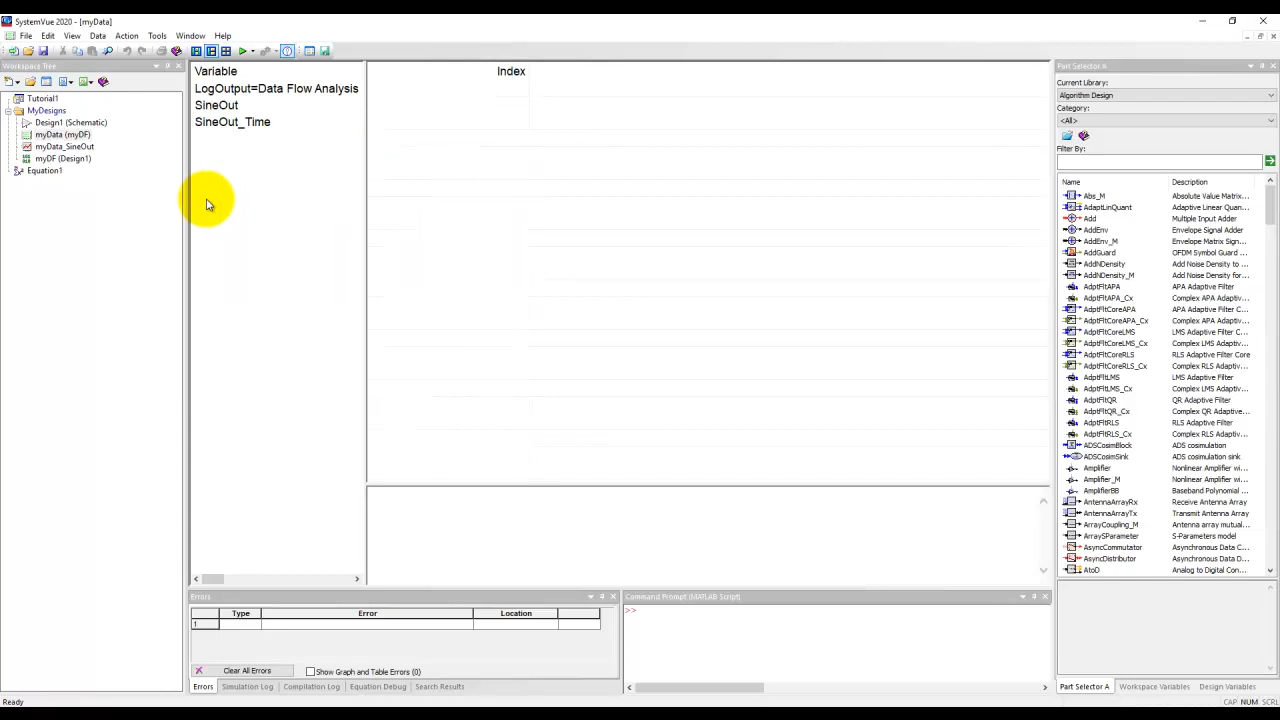 SystemVue 2020 - [myData]
File Edit View Data Action Tools Window Help
Workspace Tree
Tutorial1
MyDesigns
Design1 (Schematic)
myData (myDF)
myData_SineOut
myDF (Design1)
Equation1
Variable
LogOutput=Data Flow Analysis
SineOut
SineOut_Time
Index
Errors
Type Error Location
1
Clear All Errors
Show Graph and Table Errors (0)
Errors Simulation Log Compilation Log Equation Debug Search Results
Command Prompt (MATLAB Script)
>>
Part Selector A
Current Library:
Algorithm Design
Category:
<All>
Filter By:
Name Description
Abs_M Absolute Value Matrix...
AdaptLinQuant Adaptive Linear Quan...
Add Multiple Input Adder
AddEnv Envelope Signal Adder
AddEnv_M Envelope Matrix Sign...
AddGuard OFDM Symbol Guard ...
AddNDensity Add Noise Density to ...
AddNDensity_M Add Noise Density for...
AdptFltAPA APA Adaptive Filter
AdptFltAPA_Cx Complex APA Adaptiv...
AdptFltCoreAPA APA Adaptive Filter C...
AdptFltCoreAPA_Cx Complex APA Adaptiv...
AdptFltCoreLMS LMS Adaptive Filter C...
AdptFltCoreLMS_Cx Complex LMS Adaptiv...
AdptFltCoreRLS RLS Adaptive Filter Core
AdptFltCoreRLS_Cx Complex RLS Adaptiv...
AdptFltLMS LMS Adaptive Filter
AdptFltLMS_Cx Complex LMS Adaptiv...
AdptFltQR QR Adaptive Filter
AdptFltQR_Cx Complex QR Adaptive...
AdptFltRLS RLS Adaptive Filter
AdptFltRLS_Cx Complex RLS Adaptiv...
ADSCosimBlock ADS cosimulation
ADSCosimSink ADS cosimulation sink
Amplifier Nonlinear Amplifier wi...
Amplifier_M Nonlinear Amplifier wi...
AmplifierBB Baseband Polynomial ...
AntennaArrayRx Receive Antenna Array
AntennaArrayTx Transmit Antenna Array
ArrayCoupling_M Antenna array mutual...
ArraySParameter S-Parameters model
AsyncCommutator Asynchronous Data C...
AsyncDistributor Asynchronous Data D...
AtoD Analog to Digital Con...
Part Selector A Workspace Variables Design Variables
Ready
CAP NUM SCRL